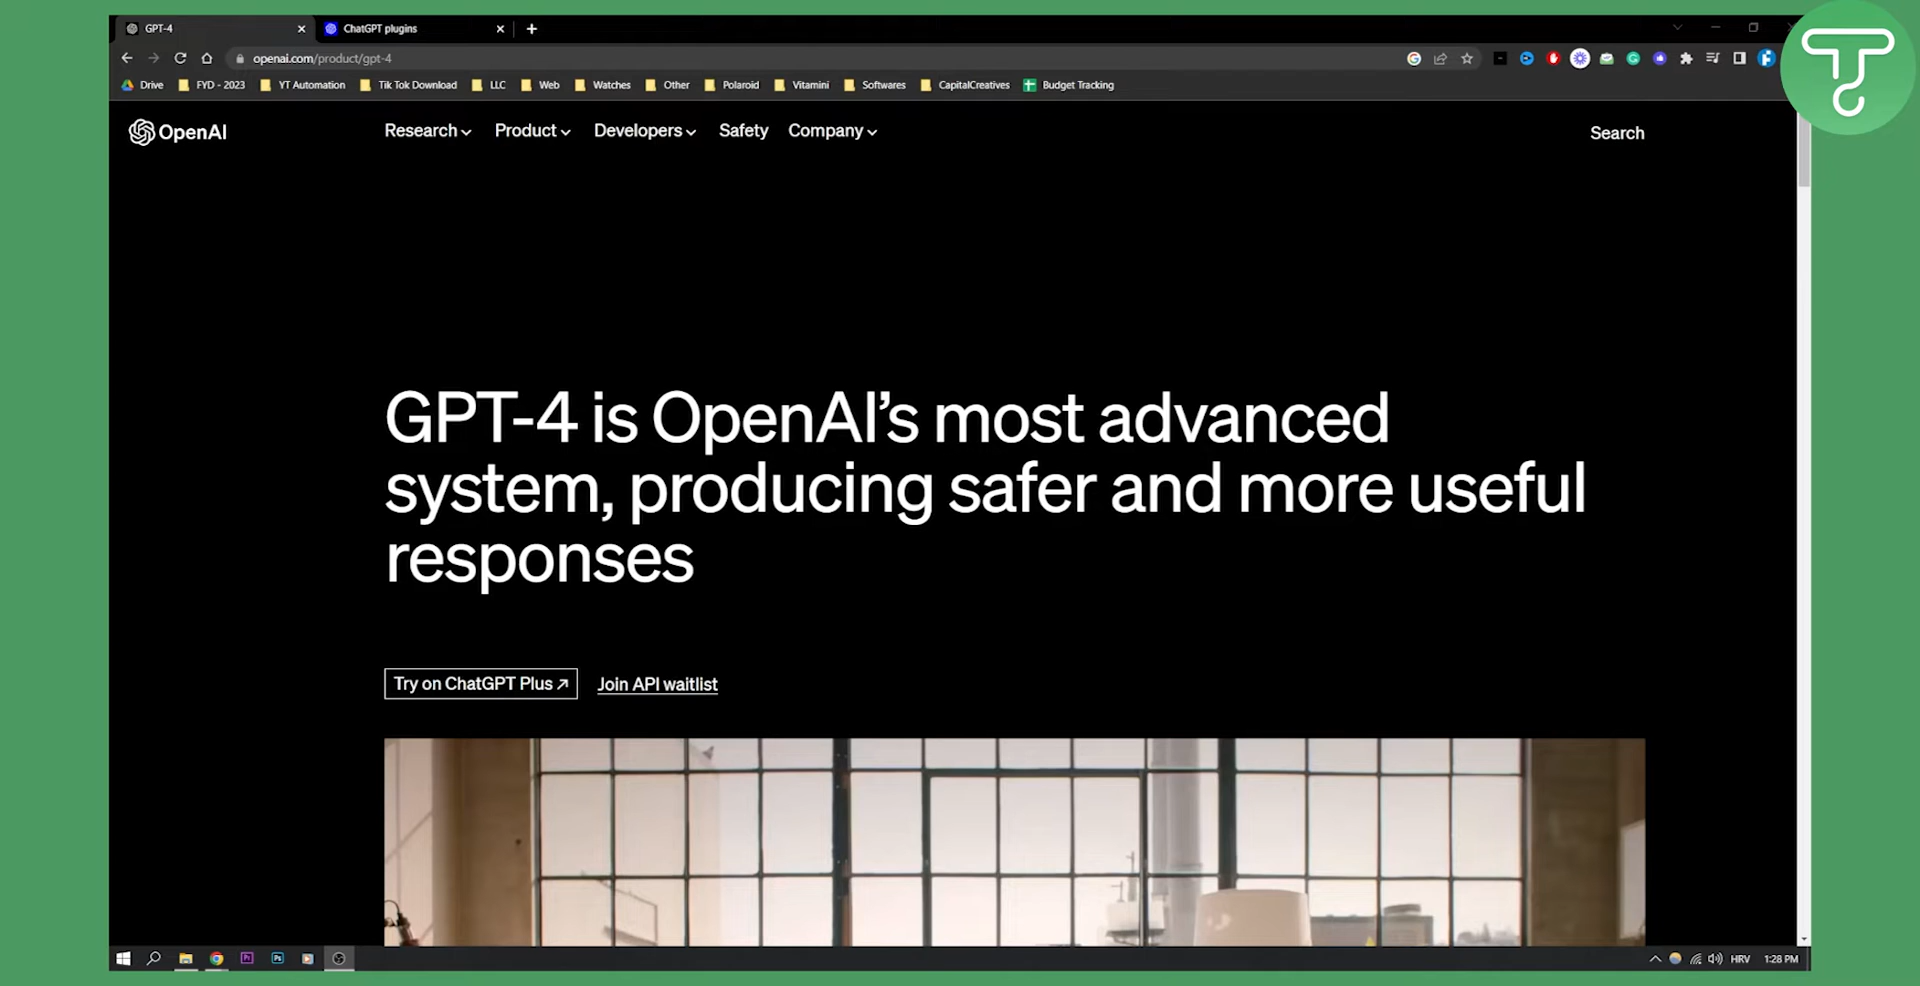 GPT-4
ChatGPT plugins
openai.com/product/gpt-4
Drive
FYD - 2023
YT Automation
Tik Tok Download
LLC
Web
Watches
Other
Polaroid
Vitamini
Softwares
CapitalCreatives
Budget Tracking
OpenAI
Research
Product
Developers
Safety
Company
Search
GPT-4 is OpenAI’s most advanced
system, producing safer and more useful
responses
Try on ChatGPT Plus ↗
Join API waitlist
Pr
Ps
HRV
1:28 PM